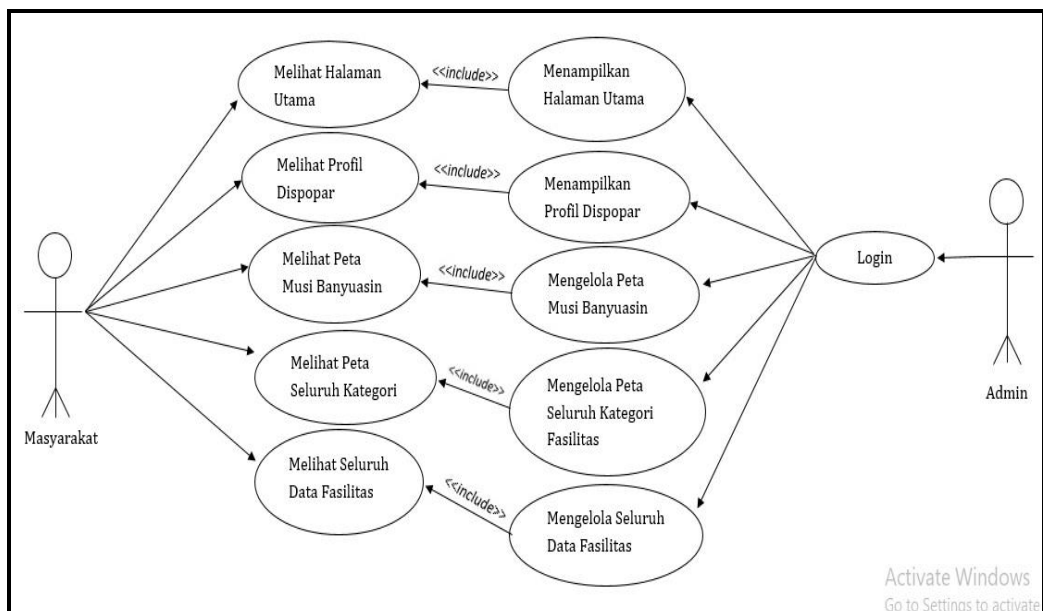 Melihat Halaman
Utama
<<include>>
Menampilkan
Halaman Utama
Melihat Profil
Dispopar
<<include>>
Menampilkan
Profil Dispopar
Melihat Peta
Musi Banyuasin
<<include>>
Mengelola Peta
Musi Banyuasin
Login
Melihat Peta
Seluruh Kategori
<<include>>
Mengelola Peta
Seluruh Kategori
Fasilitas
Admin
Masyarakat
Melihat Seluruh
Data Fasilitas
<<include>>
Mengelola Seluruh
Data Fasilitas
Activate Windows
Go to Settings to activate